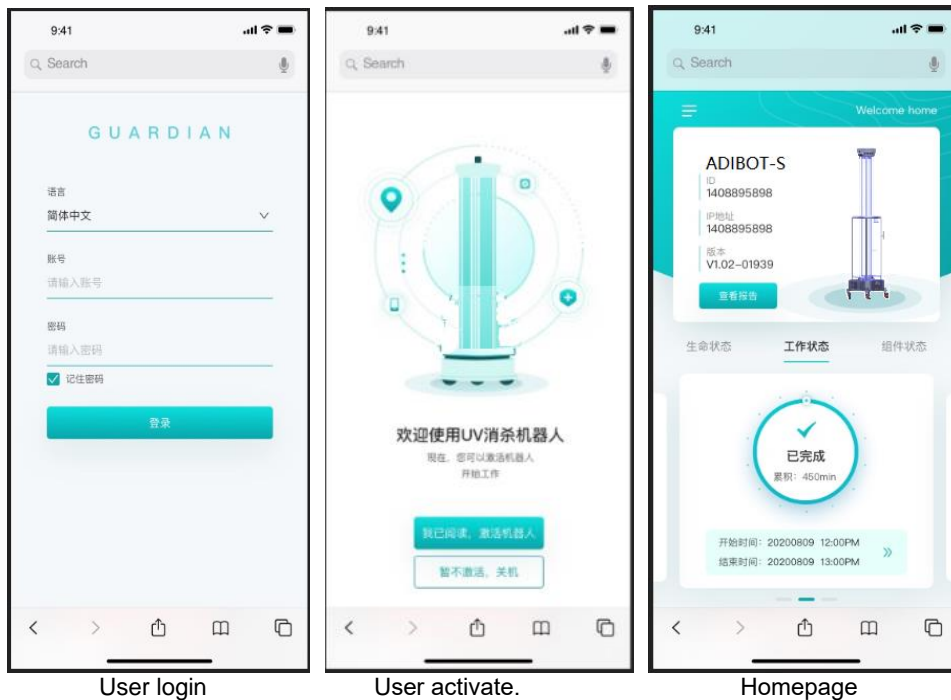 9:41
Search
GUARDIAN
语言
简体中文
账号
请输入账号
密码
请输入密码
记住密码
登录
User login
9:41
Search
欢迎使用UV消杀机器人
现在，您可以激活机器人
开始工作
我已阅读，激活机器人
暂不激活，关机
User activate.
9:41
Search
Welcome home
ADIBOT-S
ID
1408895898
IP地址
1408895898
版本
V1.02-01939
查看报告
生命状态
工作状态
组件状态
已完成
累积：450min
开始时间：20200809 12:00PM
结束时间：20200809 13:00PM
Homepage